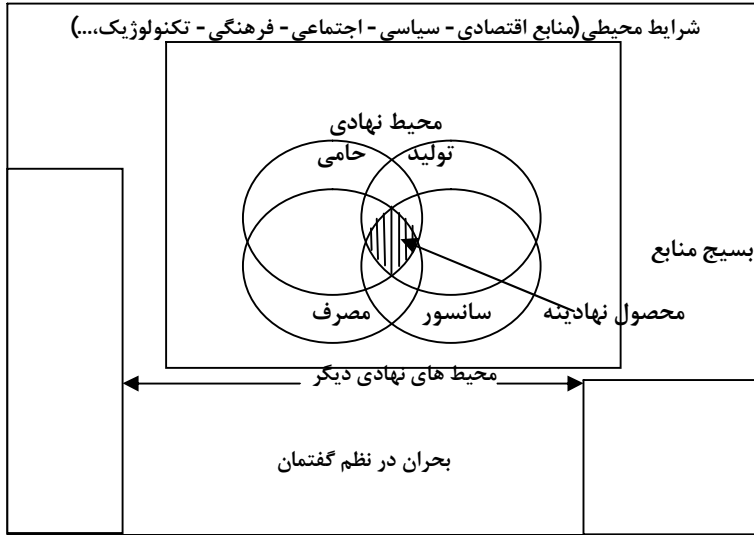 شرایط محیطی(منابع اقتصادی - سیاسی - اجتماعی - فرهنگی - تکنولوژیک،...)
محیط نهادی
تولید
حامی
بسیج منابع
محصول نهادینه
سانسور
مصرف
محیط های نهادی دیگر
بحران در نظم گفتمان